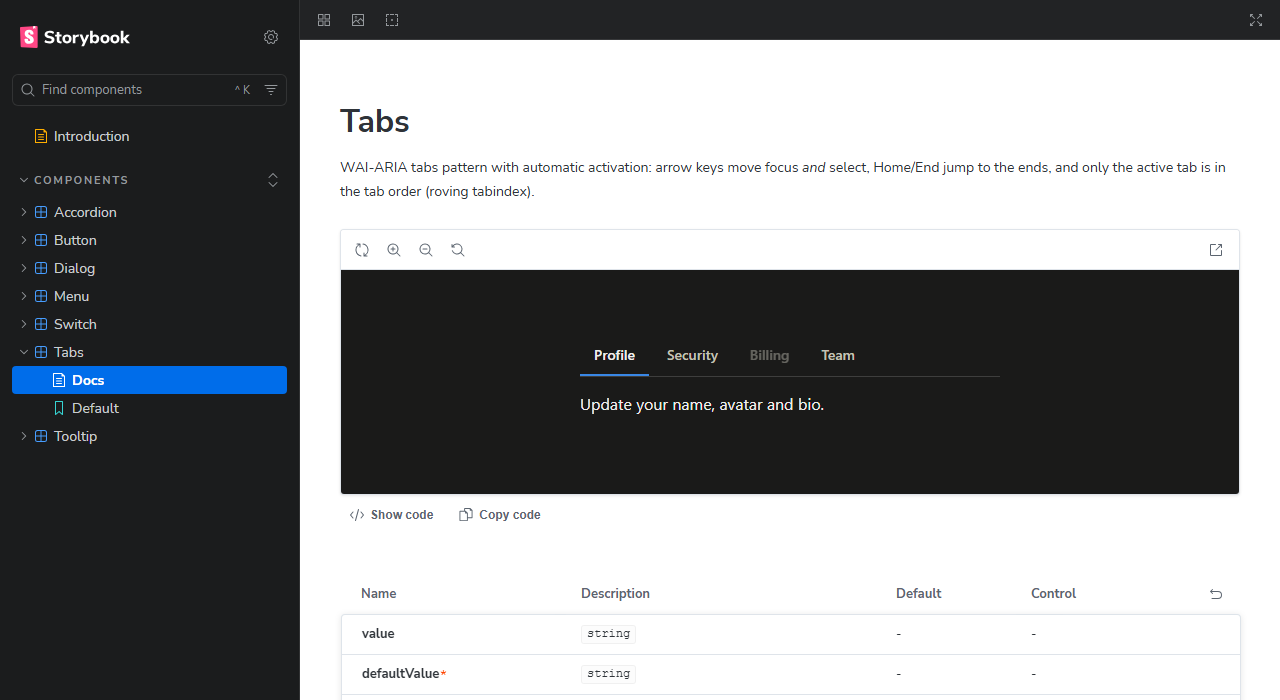 Storybook
Find components
^ K
Introduction
COMPONENTS
Accordion
Button
Dialog
Menu
Switch
Tabs
Docs
Default
Tooltip
Tabs
WAI-ARIA tabs pattern with automatic activation: arrow keys move focus and select, Home/End jump to the ends, and only the active tab is in
the tab order (roving tabindex).
Profile Security Billing Team
Update your name, avatar and bio.
Show code Copy code
Name Description Default Control
value string - -
defaultValue* string - -